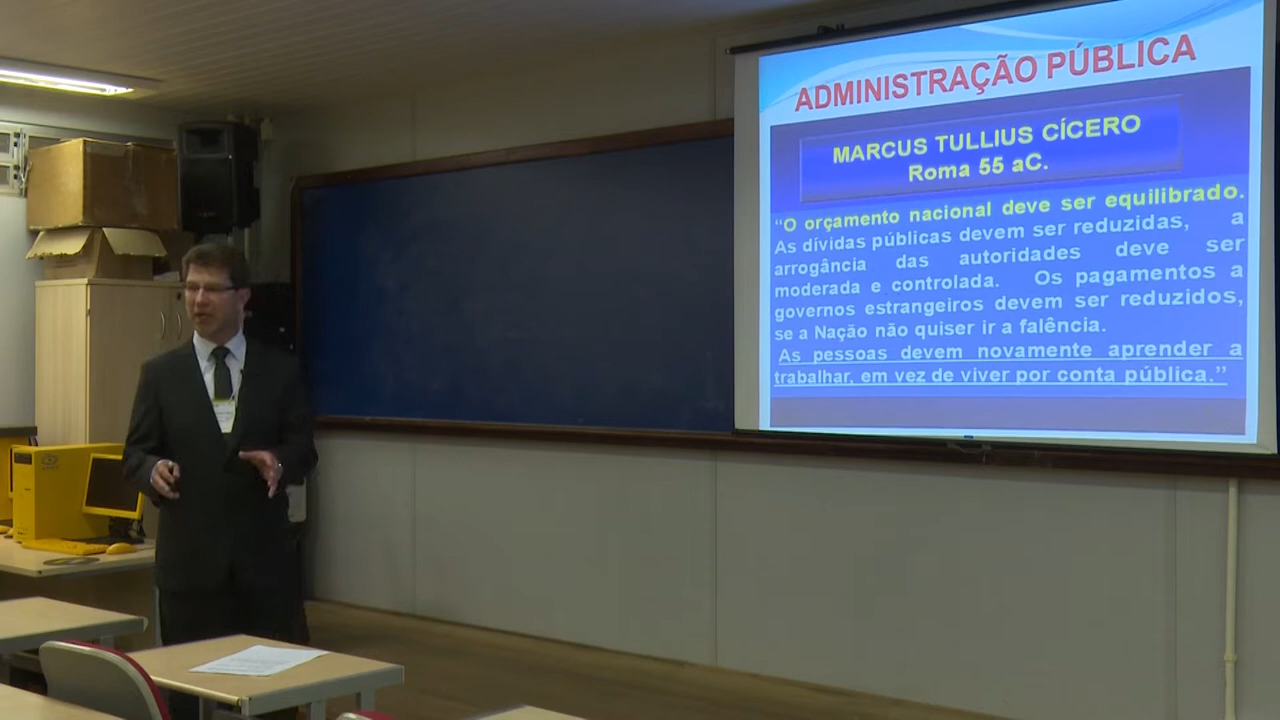 ADMINISTRAÇÃO PÚBLICA
MARCUS TULLIUS CÍCERO
Roma 55 aC.
“O orçamento nacional deve ser equilibrado.
As dívidas públicas devem ser reduzidas, a
arrogância das autoridades deve ser
moderada e controlada. Os pagamentos a
governos estrangeiros devem ser reduzidos,
se a Nação não quiser ir a falência.
As pessoas devem novamente aprender a
trabalhar, em vez de viver por conta pública.”